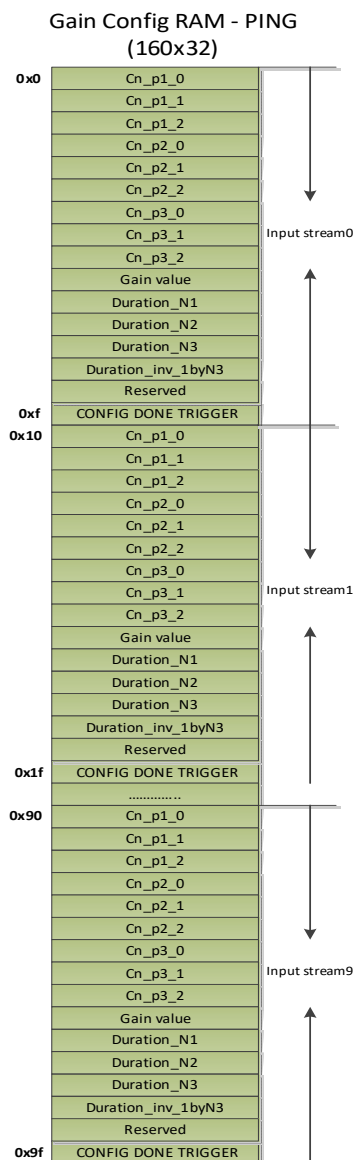 Gain Config RAM - PING
(160x32)
0x0 Cn_p1_0
Cn_p1_1
Cn_p1_2
Cn_p2_0
Cn_p2_1
Cn_p2_2
Cn_p3_0
Cn_p3_1 Input stream0
Cn_p3_2
Gain value
Duration_N1
Duration_N2
Duration_N3
Duration_inv_1byN3
Reserved
0xf CONFIG DONE TRIGGER
0x10 Cn_p1_0
Cn_p1_1
Cn_p1_2
Cn_p2_0
Cn_p2_1
Cn_p2_2
Cn_p3_0
Cn_p3_1 Input stream1
Cn_p3_2
Gain value
Duration_N1
Duration_N2
Duration_N3
Duration_inv_1byN3
Reserved
0x1f CONFIG DONE TRIGGER
..............
0x90 Cn_p1_0
Cn_p1_1
Cn_p1_2
Cn_p2_0
Cn_p2_1
Cn_p2_2
Cn_p3_0
Cn_p3_1 Input stream9
Cn_p3_2
Gain value
Duration_N1
Duration_N2
Duration_N3
Duration_inv_1byN3
Reserved
0x9f CONFIG DONE TRIGGER